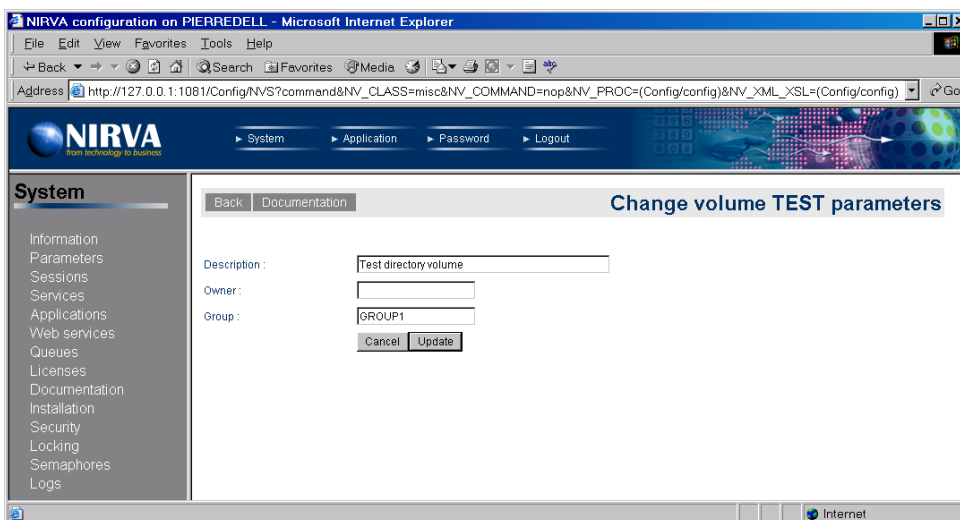 NIRVA configuration on PIERREDELL - Microsoft Internet Explorer
File Edit View Favorites Tools Help
Back Search Favorites Media
Address http://127.0.0.1:1081/Config/NVS?command&NV_CLASS=misc&NV_COMMAND=nop&NV_PROC=(Config/config)&NV_XML_XSL=(Config/config) Go
NIRVA
from technology to business
System Application Password Logout
System
Back Documentation
Change volume TEST parameters
Information
Parameters
Sessions
Services
Applications
Web services
Queues
Licenses
Documentation
Installation
Security
Locking
Semaphores
Logs
Description : Test directory volume
Owner :
Group : GROUP1
Cancel Update
Internet